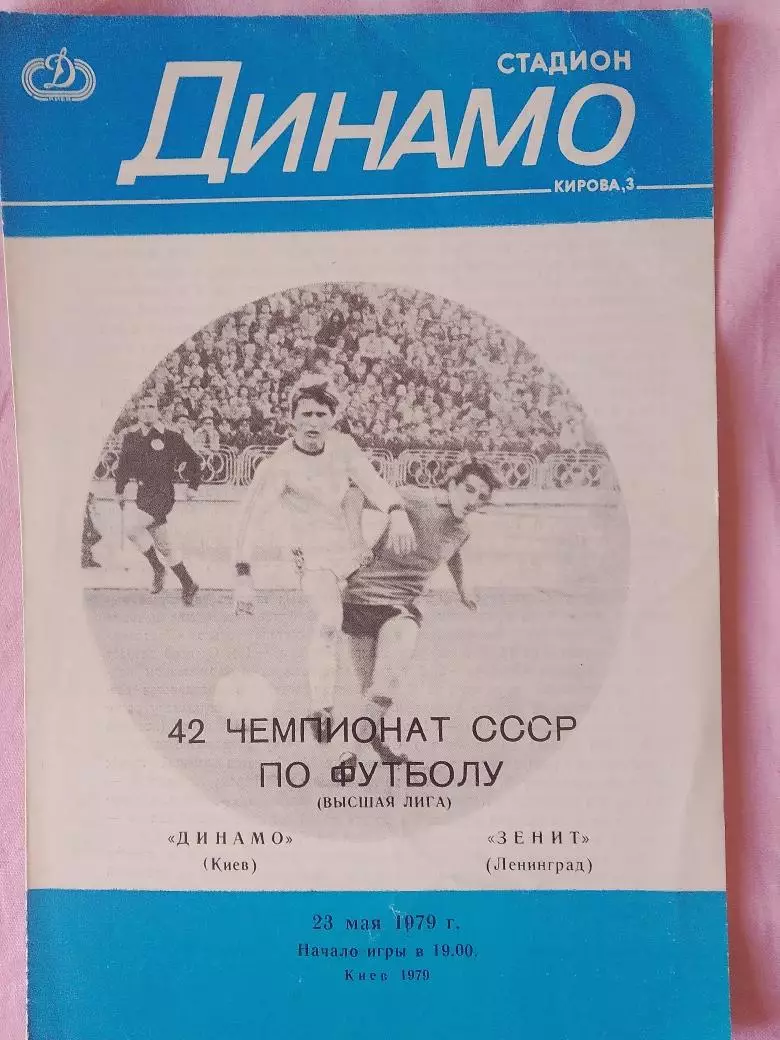 Д
СТАДИОН
ДИНАМО
КИРОВА,3
42 ЧЕМПИОНАТ СССР
ПО ФУТБОЛУ
(ВЫСШАЯ ЛИГА)
«ДИНАМО» «ЗЕНИТ»
(Киев) (Ленинград)
23 мая 1979 г.
Начало игры в 19.00.
Киев 1979